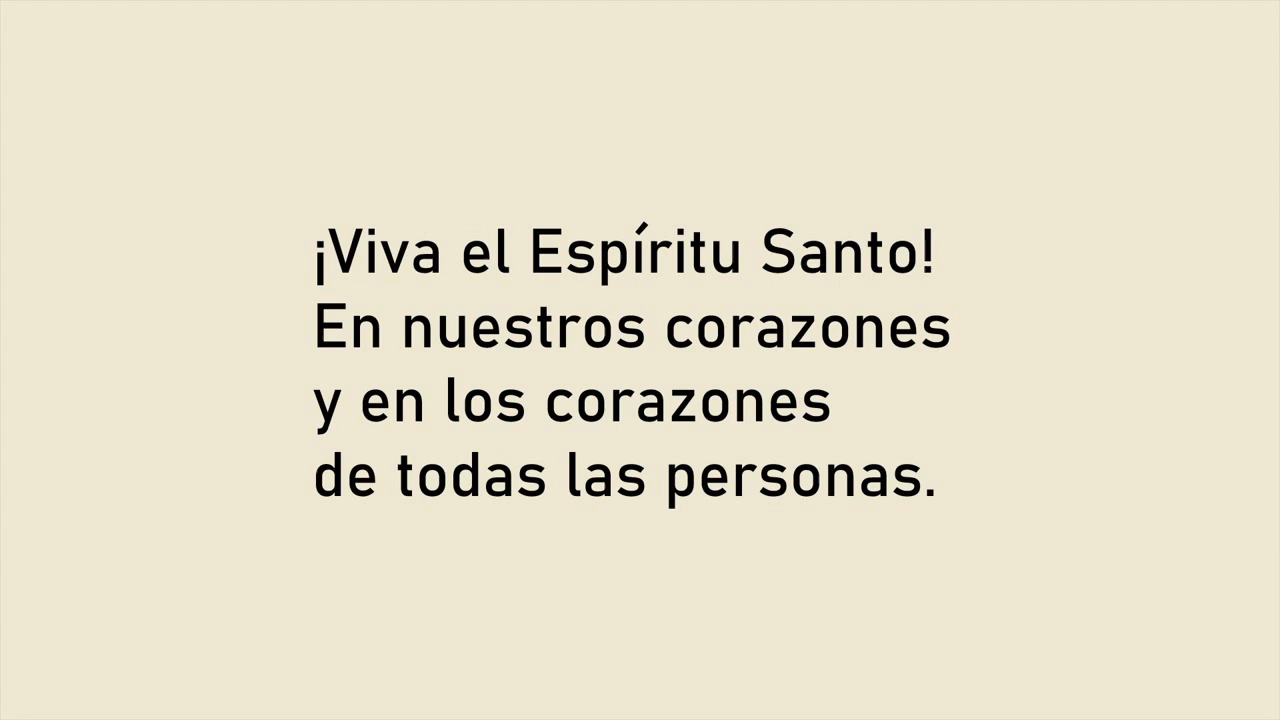 ¡Viva el Espíritu Santo!
En nuestros corazones
y en los corazones
de todas las personas.